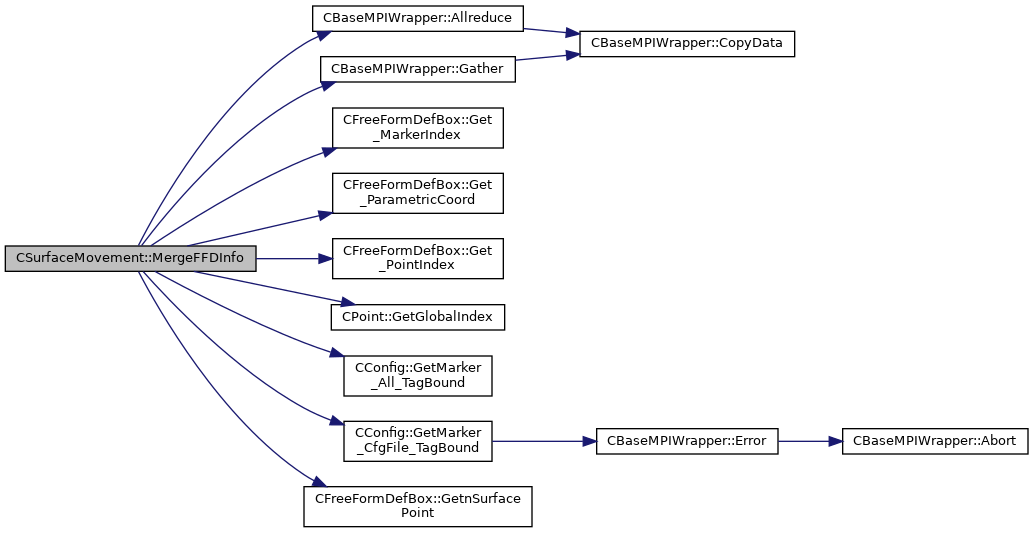 CBaseMPIWrapper::Allreduce
CBaseMPIWrapper::CopyData
CBaseMPIWrapper::Gather
CFreeFormDefBox::Get
_MarkerIndex
CFreeFormDefBox::Get
_ParametricCoord
CSurfaceMovement::MergeFFDInfo
CFreeFormDefBox::Get
_PointIndex
CPoint::GetGlobalIndex
CConfig::GetMarker
_All_TagBound
CConfig::GetMarker
_CfgFile_TagBound
CBaseMPIWrapper::Error
CBaseMPIWrapper::Abort
CFreeFormDefBox::GetnSurface
Point